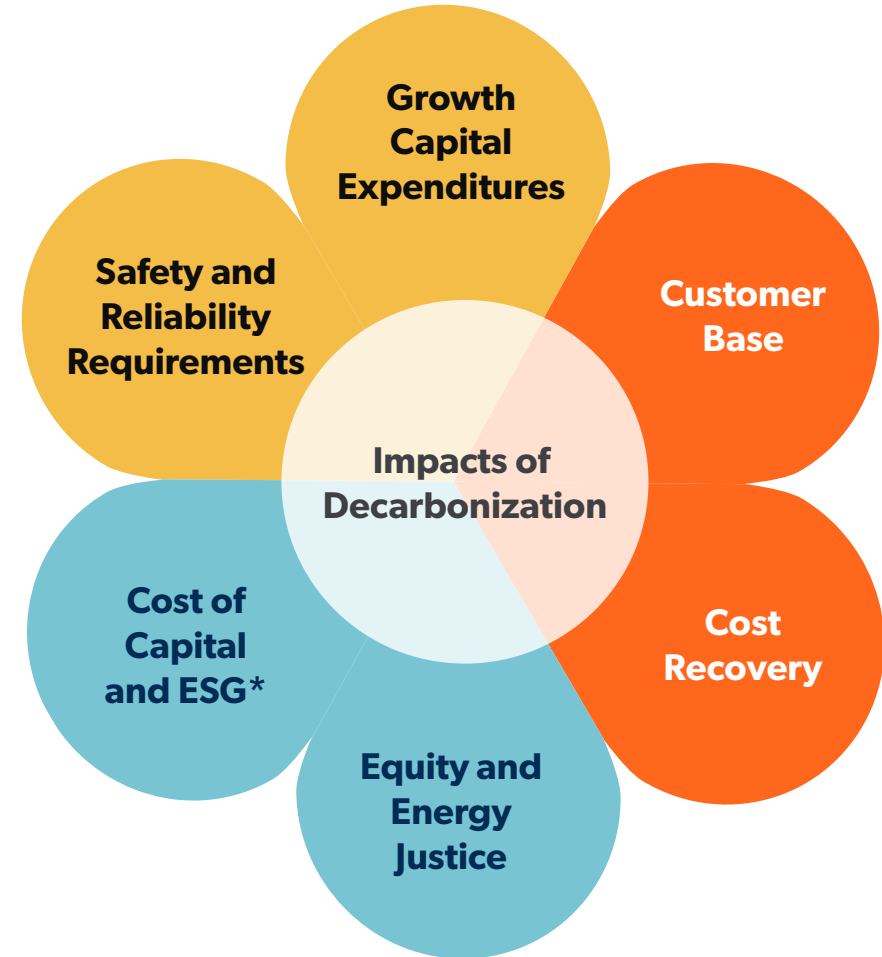 Growth
Capital
Expenditures
Customer
Base
Cost
Recovery
Equity and
Energy
Justice
Cost of
Capital
and ESG*
Safety and
Reliability
Requirements
Impacts of
Decarbonization